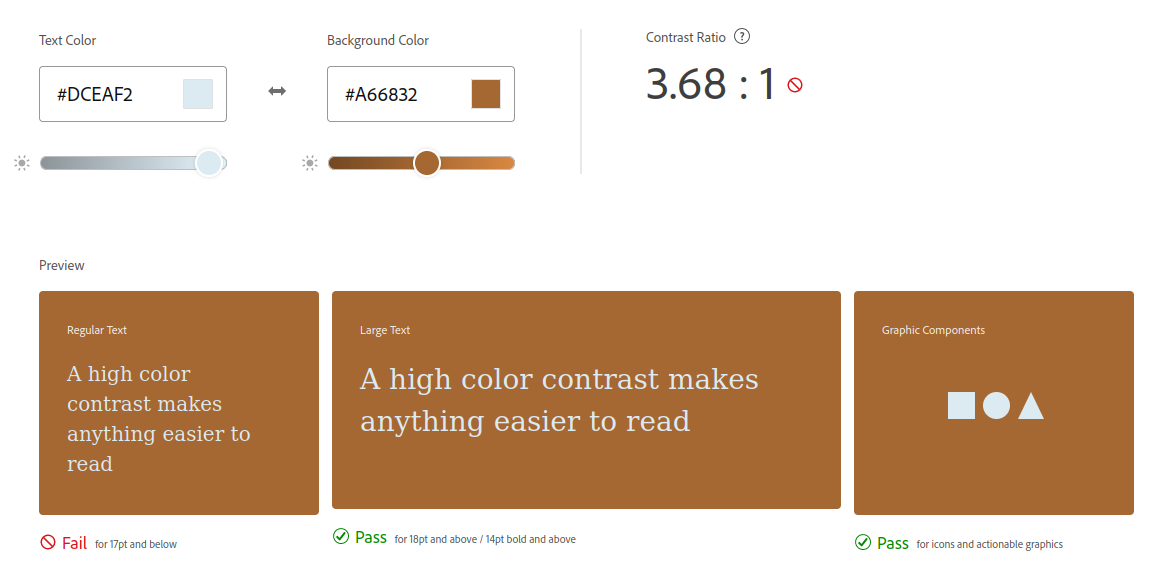 Text Color
Background Color
Contrast Ratio ?
#DCEAF2
#A66832
3.68 : 1
Preview
Regular Text
A high color
contrast makes
anything easier to
read
Fail for 17pt and below
Large Text
A high color contrast makes
anything easier to read
Pass for 18pt and above / 14pt bold and above
Graphic Components
Pass for icons and actionable graphics